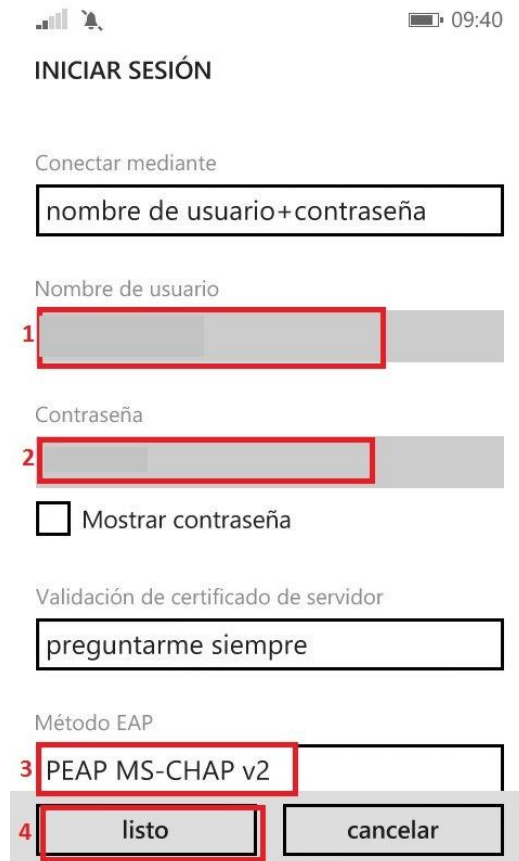 09:40
INICIAR SESIÓN
Conectar mediante
nombre de usuario+contraseña
Nombre de usuario
1
Contraseña
2
Mostrar contraseña
Validación de certificado de servidor
preguntarme siempre
Método EAP
3 PEAP MS-CHAP v2
4 listo cancelar